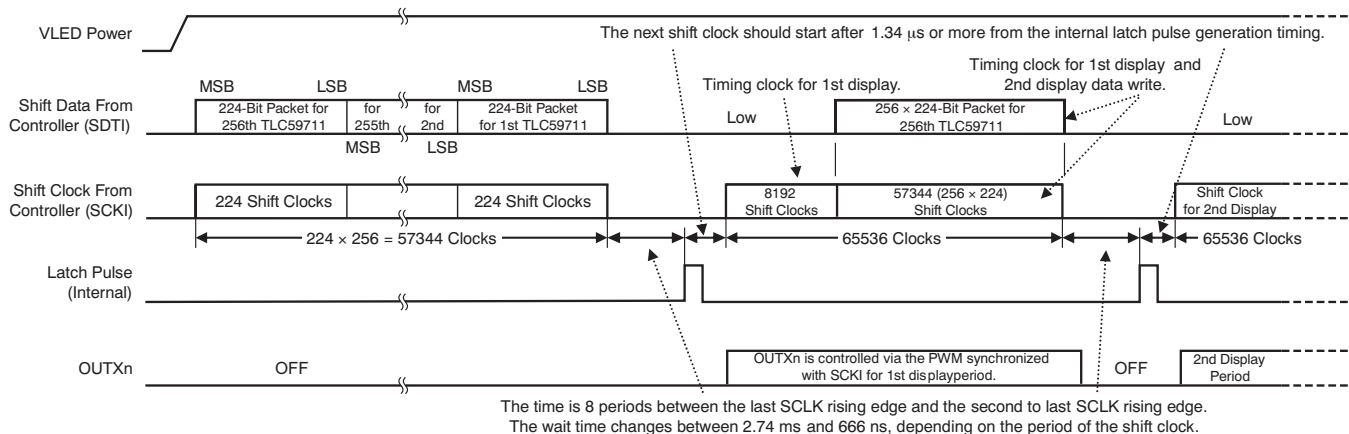 VLED Power
The next shift clock should start after 1.34 μs or more from the internal latch pulse generation timing.
Timing clock for 1st display and
2nd display data write.
Timing clock for 1st display.
MSB LSB MSB LSB
Shift Data From
Controller (SDTI)
224-Bit Packet for
256th TLC59711
for
255th
for
2nd
224-Bit Packet
for 1st TLC59711
Low
256 × 224-Bit Packet for
256th TLC59711
Low
MSB LSB
Shift Clock From
Controller (SCKI)
224 Shift Clocks
224 Shift Clocks
8192
Shift Clocks
57344 (256 × 224)
Shift Clocks
Shift Clock
for 2nd Display
224 × 256 = 57344 Clocks
65536 Clocks
65536 Clocks
Latch Pulse
(Internal)
OUTXn
OFF
OUTXn is controlled via the PWM synchronized
with SCKI for 1st displayperiod.
OFF
2nd Display
Period
The time is 8 periods between the last SCLK rising edge and the second to last SCLK rising edge.
The wait time changes between 2.74 ms and 666 ns, depending on the period of the shift clock.